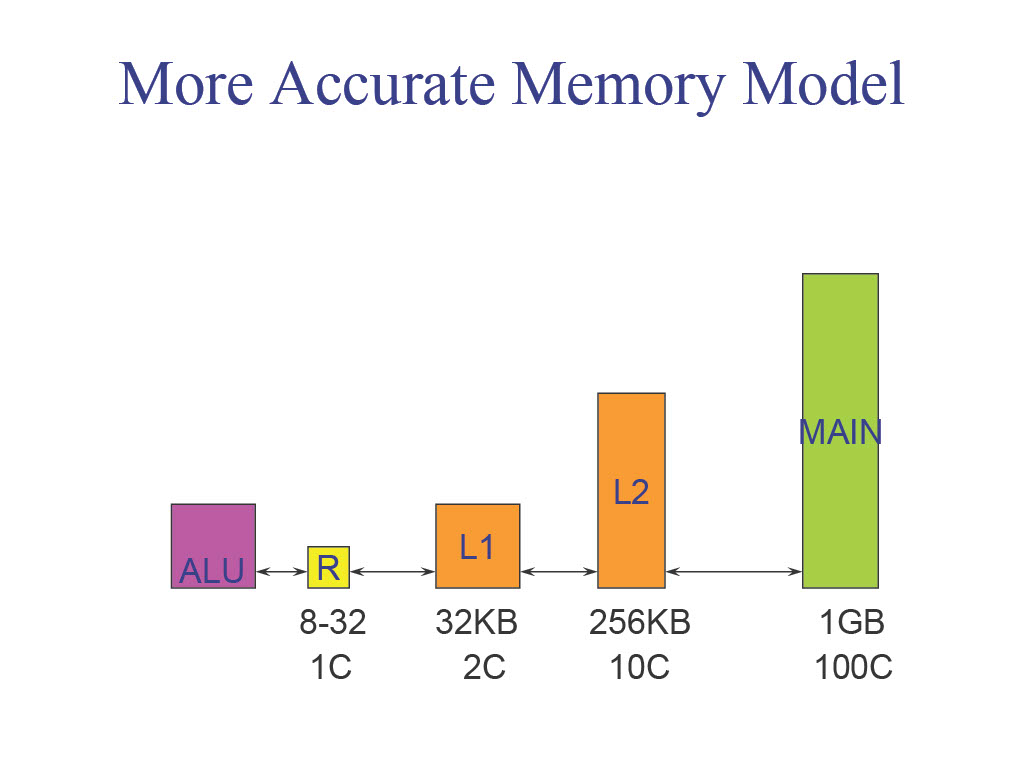 More Accurate Memory Model
ALU
R
L1
L2
MAIN
8-32
32KB
256KB
1GB
1C
2C
10C
100C